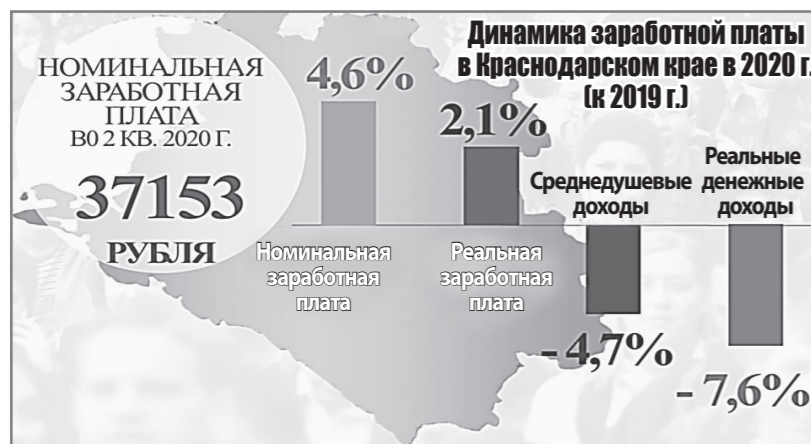 НОМИНАЛЬНАЯ
ЗАРАБОТНАЯ
ПЛАТА
В0 2 КВ. 2020 Г.
37153
РУБЛЯ
Динамика заработной платы
в Краснодарском крае в 2020 г.
(к 2019 г.)
4,6%
2,1%
Номинальная
заработная
плата
Реальная
заработная
плата
Среднедушевые
доходы
Реальные
денежные
доходы
- 4,7%
- 7,6%